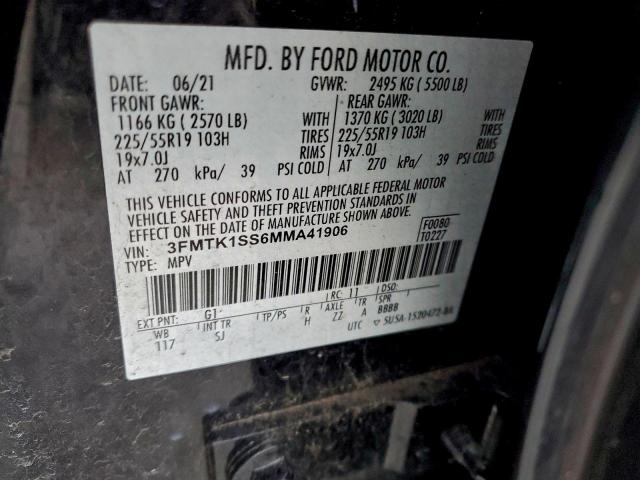 MFD. BY FORD MOTOR CO.
DATE: 06/21 GVWR: 2495 KG ( 5500 LB)
FRONT GAWR: REAR GAWR:
1166 KG ( 2570 LB) WITH 1370 KG ( 3020 LB) WITH
225/55R19 103H TIRES 225/55R19 103H TIRES
19x7.0J RIMS 19x7.0J RIMS
AT 270 kPa/ 39 PSI COLD AT 270 kPa/ 39 PSI COLD
THIS VEHICLE CONFORMS TO ALL APPLICABLE FEDERAL MOTOR
VEHICLE SAFETY AND THEFT PREVENTION STANDARDS IN
EFFECT ON THE DATE OF MANUFACTURE SHOWN ABOVE.
VIN: 3FMTK1SS6MMA41906 F0080
TYPE: MPV T0227
EXT PNT: G1 RC: 11 DSO:
WB INT TR TP/PS R AXLE TR SPR
117 SJ H ZZ A BBBB
UTC ▽ 5U5A-1520472-BA